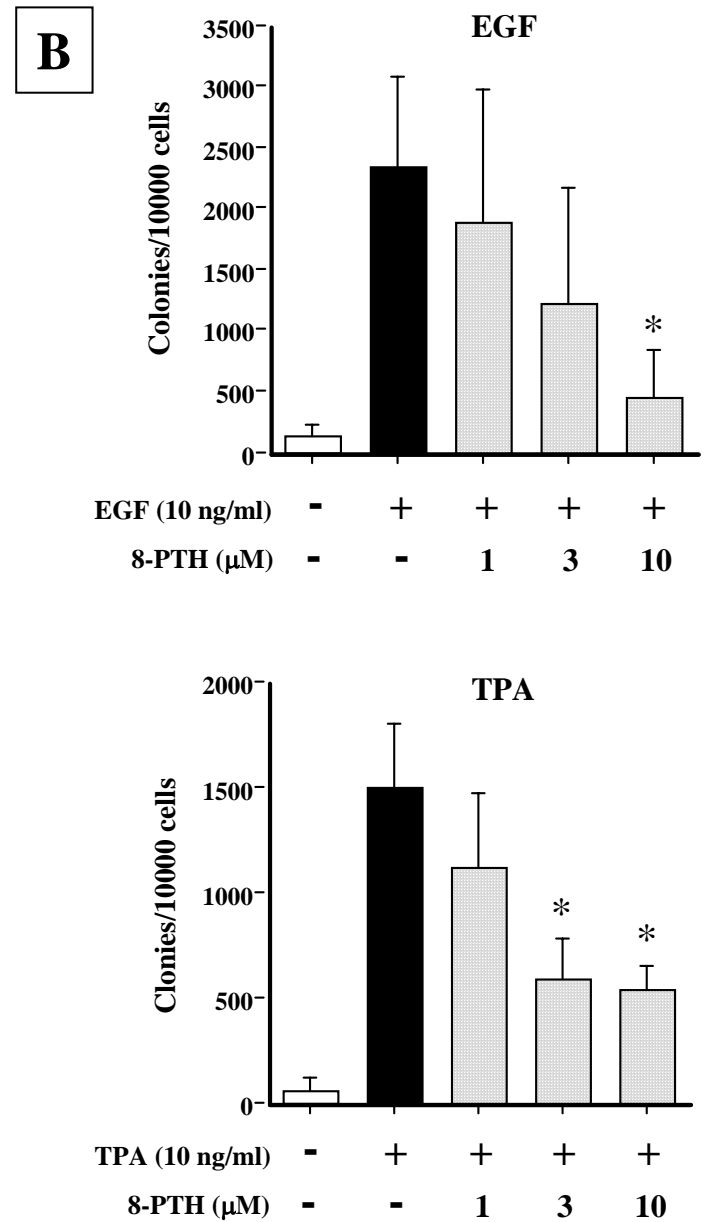 B
EGF
Colonies/10000 cells
3500
3000
2500
2000
1500
1000
500
0
*
EGF (10 ng/ml) - + + + +
8-PTH (μM) - - 1 3 10
TPA
Clonies/10000 cells
2000
1500
1000
500
0
* *
TPA (10 ng/ml) - + + + +
8-PTH (μM) - - 1 3 10